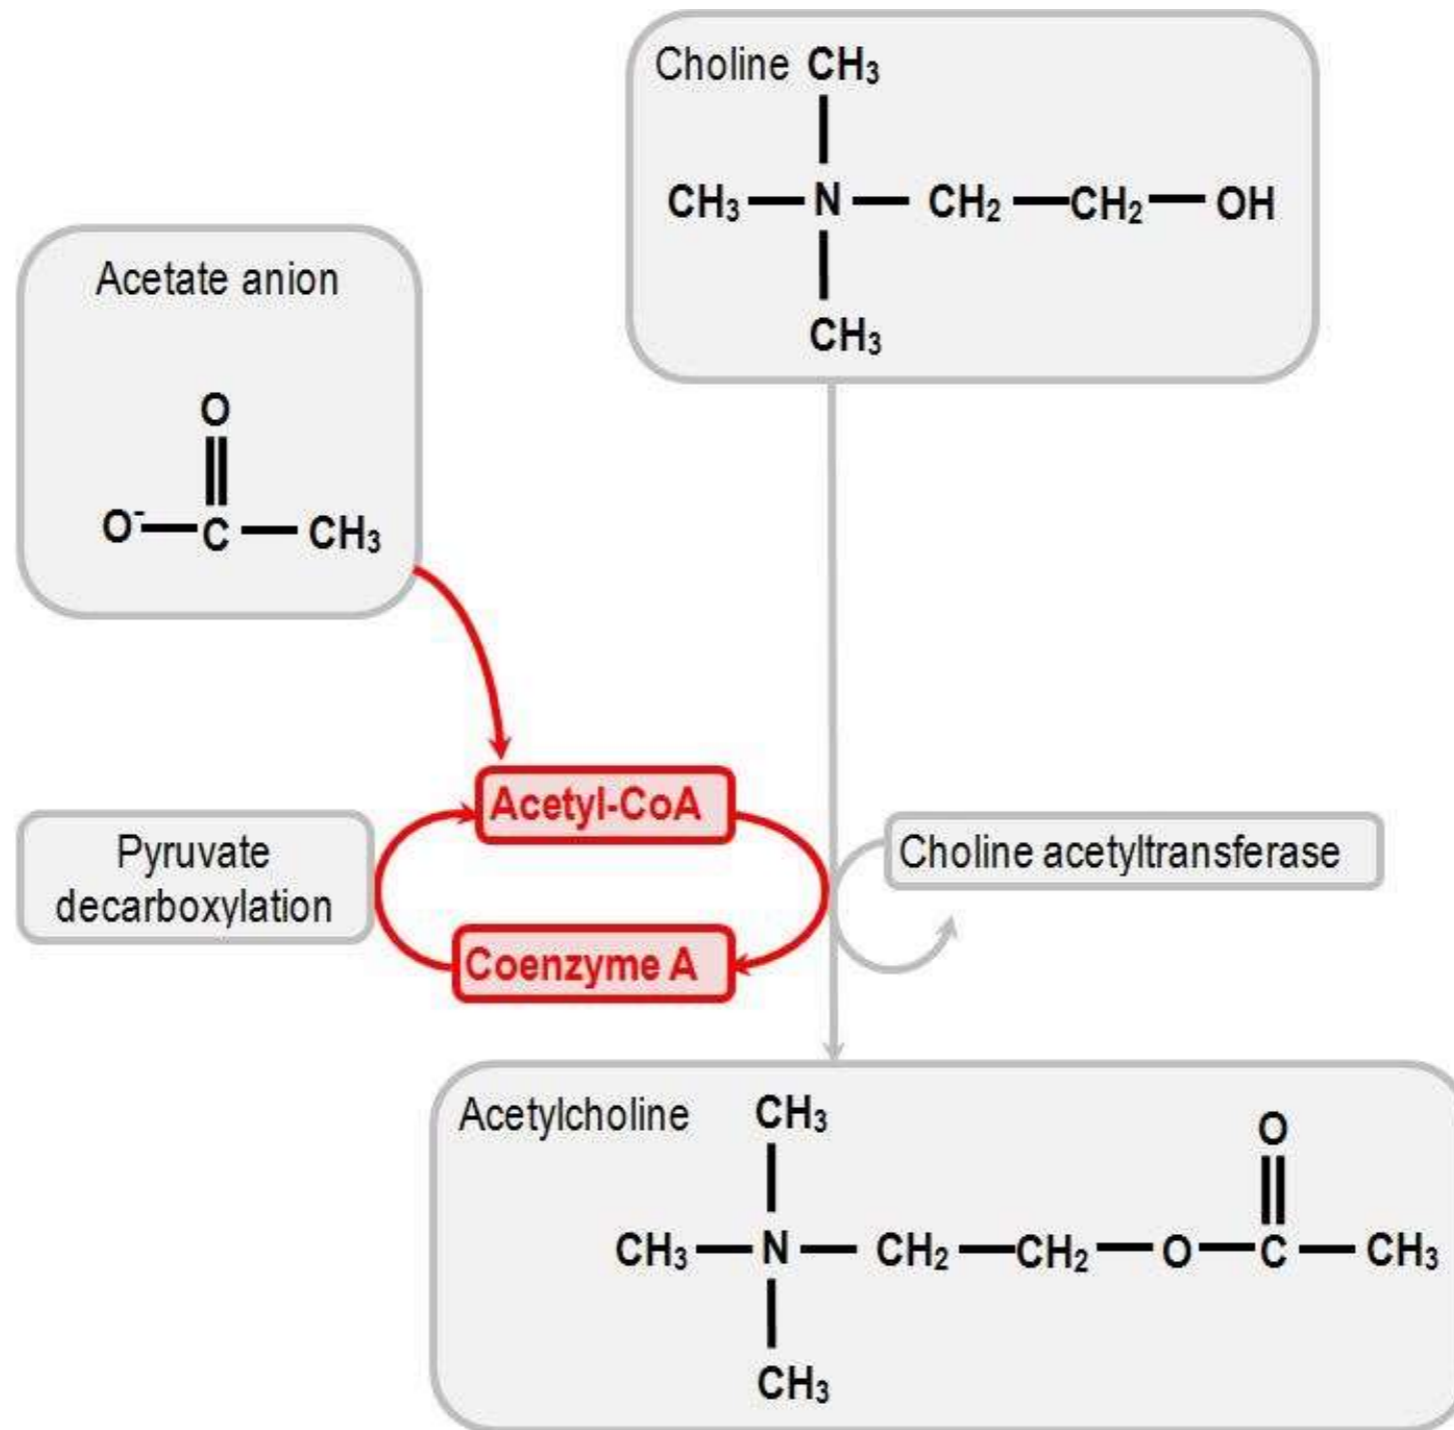 Choline CH₃
CH₃ N CH₂ CH₂ OH
CH₃
Acetate anion
O
O⁻ C CH₃
Acetyl-CoA
Pyruvate
decarboxylation
Choline acetyltransferase
Coenzyme A
Acetylcholine CH₃
O
CH₃ N CH₂ CH₂ O C CH₃
CH₃